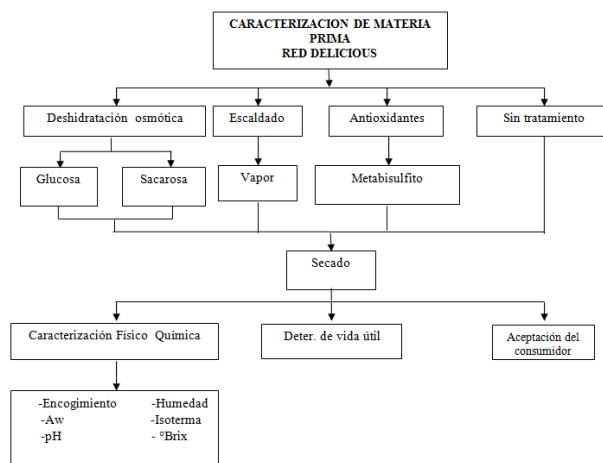 CARACTERIZACION DE MATERIA
PRIMA
RED DELICIOUS
Deshidratación osmótica
Escaldado
Antioxidantes
Sin tratamiento
Glucosa
Sacarosa
Vapor
Metabisulfito
Secado
Caracterización Físico Química
Deter. de vida útil
Aceptación del
consumidor
-Encogimiento -Humedad
-Aw -Isoterma
-pH - °Brix